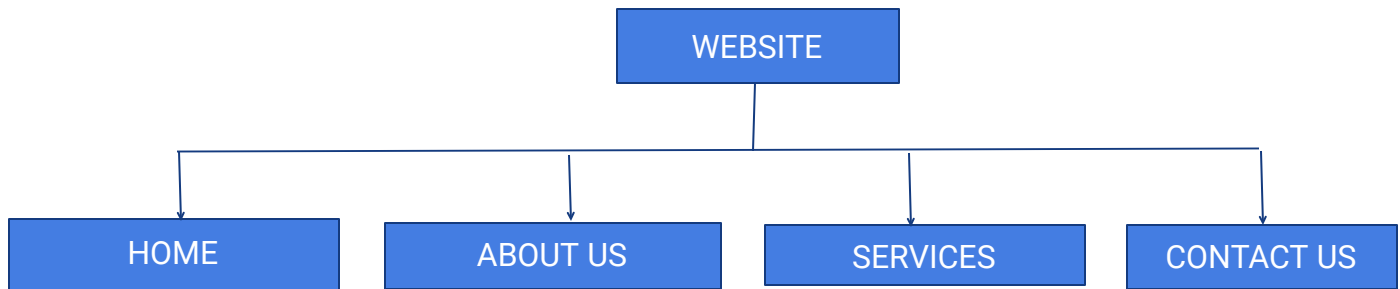 WEBSITE
HOME
ABOUT US
SERVICES
CONTACT US